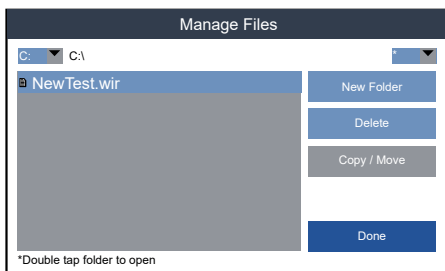 Manage Files
C: C:\ *
NewTest.wir
New Folder
Delete
Copy / Move
Done
*Double tap folder to open